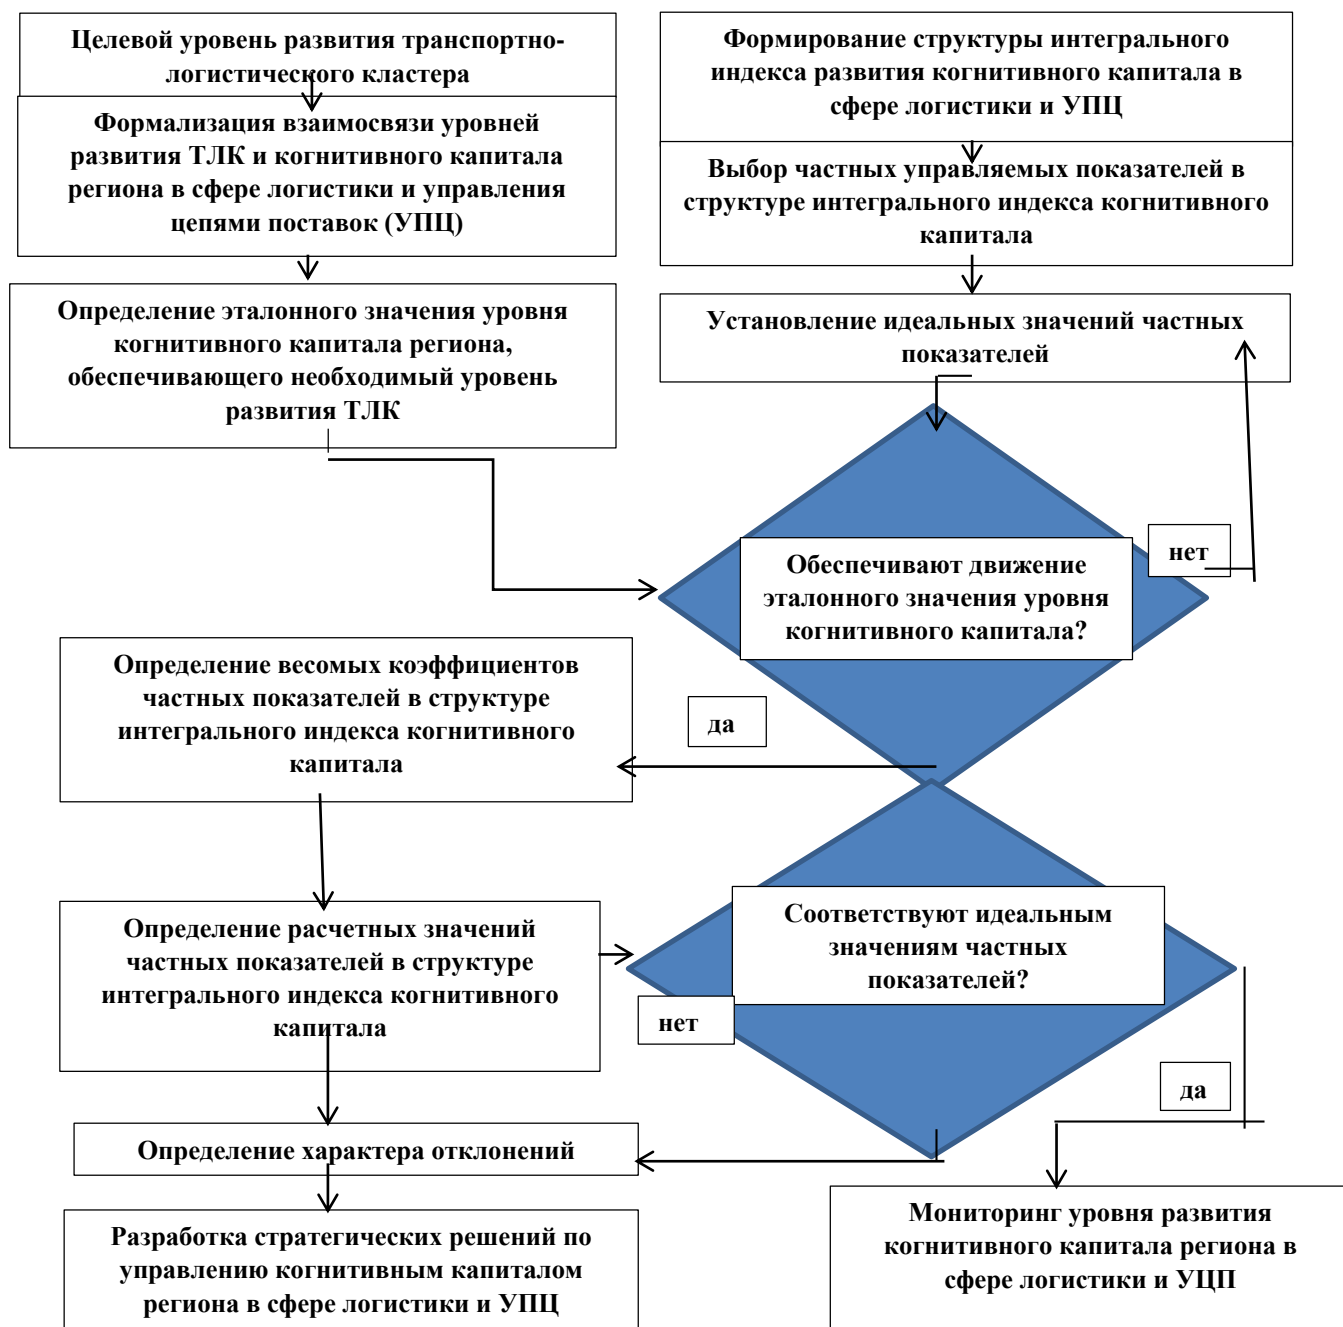 Целевой уровень развития транспортно-
логистического кластера
Формализация взаимосвязи уровней
развития ТЛК и когнитивного капитала
региона в сфере логистики и управления
цепями поставок (УПЦ)
Определение эталонного значения уровня
когнитивного капитала региона,
обеспечивающего необходимый уровень
развития ТЛК
Формирование структуры интегрального
индекса развития когнитивного капитала в
сфере логистики и УПЦ
Выбор частных управляемых показателей в
структуре интегрального индекса когнитивного
капитала
Установление идеальных значений частных
показателей
Обеспечивают движение
эталонного значения уровня
когнитивного капитала?
нет
да
Определение весомых коэффициентов
частных показателей в структуре
интегрального индекса когнитивного
капитала
Определение расчетных значений
частных показателей в структуре
интегрального индекса когнитивного
капитала
Соответствуют идеальным
значениям частных
показателей?
нет
да
Определение характера отклонений
Разработка стратегических решений по
управлению когнитивным капиталом
региона в сфере логистики и УПЦ
Мониторинг уровня развития
когнитивного капитала региона в
сфере логистики и УЦП